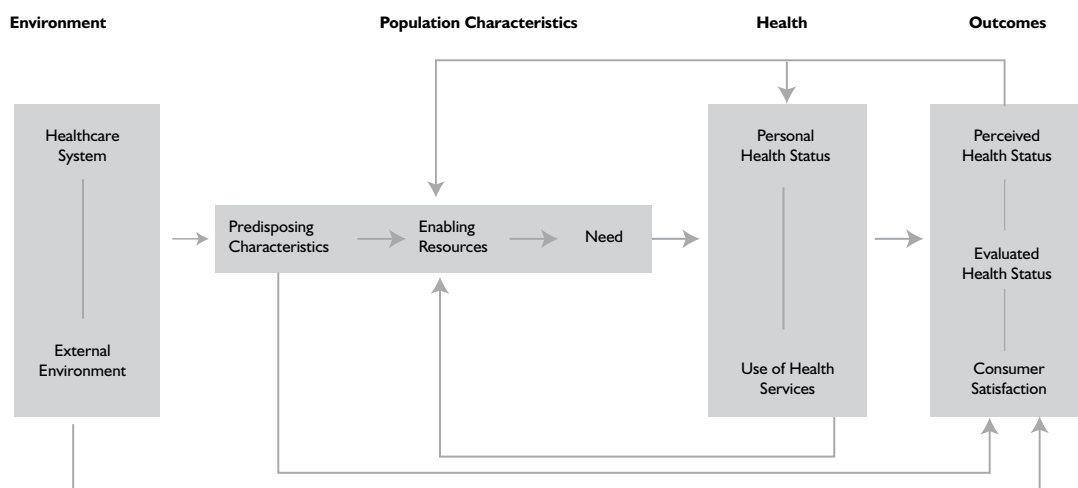 Environment
Population Characteristics
Health
Outcomes
Healthcare
System
External
Environment
Predisposing
Characteristics
Enabling
Resources
Need
Personal
Health Status
Use of Health
Services
Perceived
Health Status
Evaluated
Health Status
Consumer
Satisfaction